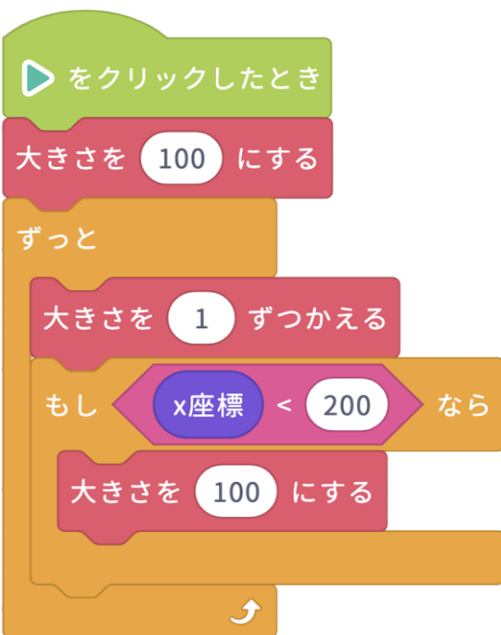 をクリックしたとき
大きさを 100 にする
ずっと
大きさを 1 ずつかえる
もし x座標 < 200 なら
大きさを 100 にする